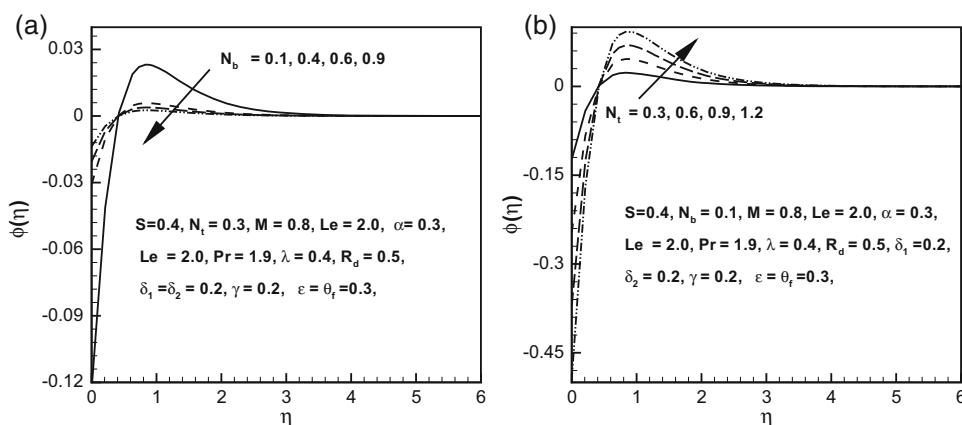 (a)
0.03
0
-0.03
-0.06
-0.09
-0.12
ϕ(η)
N_b = 0.1, 0.4, 0.6, 0.9
S=0.4, N_t = 0.3, M = 0.8, Le = 2.0, α = 0.3,
Le = 2.0, Pr = 1.9, λ = 0.4, R_d = 0.5,
δ_1 = δ_2 = 0.2, γ = 0.2, ε = θ_f = 0.3,
0 1 2 3 4 5 6
η
(b)
0
-0.15
-0.3
-0.45
ϕ(η)
N_t = 0.3, 0.6, 0.9, 1.2
S=0.4, N_b = 0.1, M = 0.8, Le = 2.0, α = 0.3,
Le = 2.0, Pr = 1.9, λ = 0.4, R_d = 0.5, δ_1 = 0.2,
δ_2 = 0.2, γ = 0.2, ε = θ_f = 0.3,
0 1 2 3 4 5 6
η